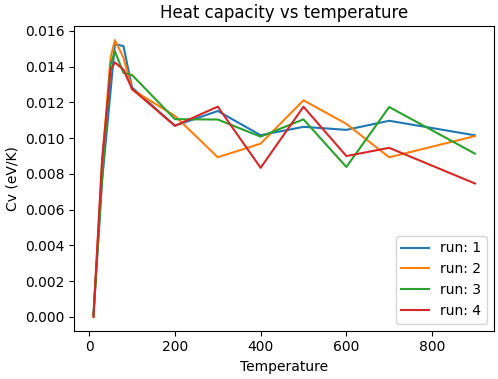 Heat capacity vs temperature
0.016
0.014
0.012
0.010
0.008
0.006
0.004
0.002
0.000
Cv (eV/K)
0 200 400 600 800
Temperature
run: 1
run: 2
run: 3
run: 4